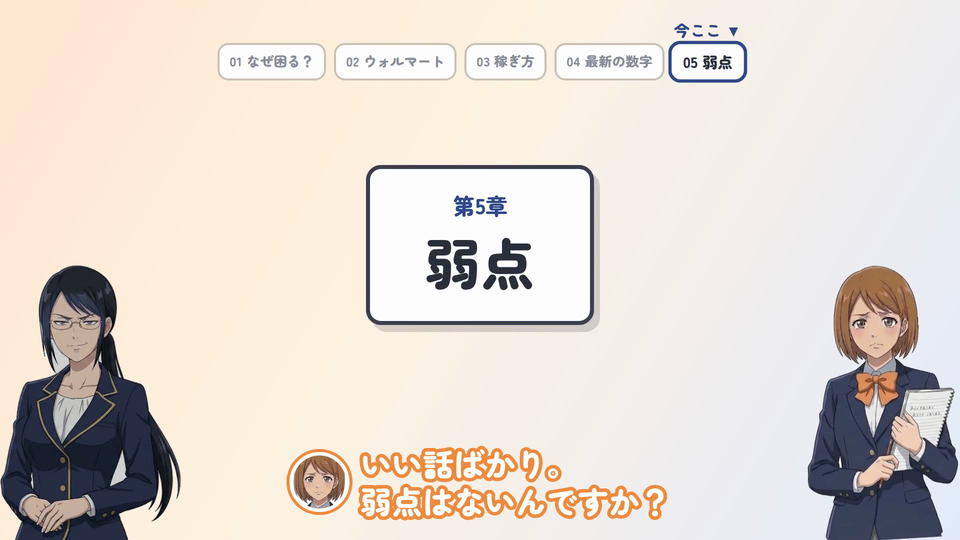 今ここ ▼
01 なぜ困る？
02 ウォルマート
03 稼ぎ方
04 最新の数字
05 弱点
第5章
弱点
いい話ばかり。
弱点はないんですか？